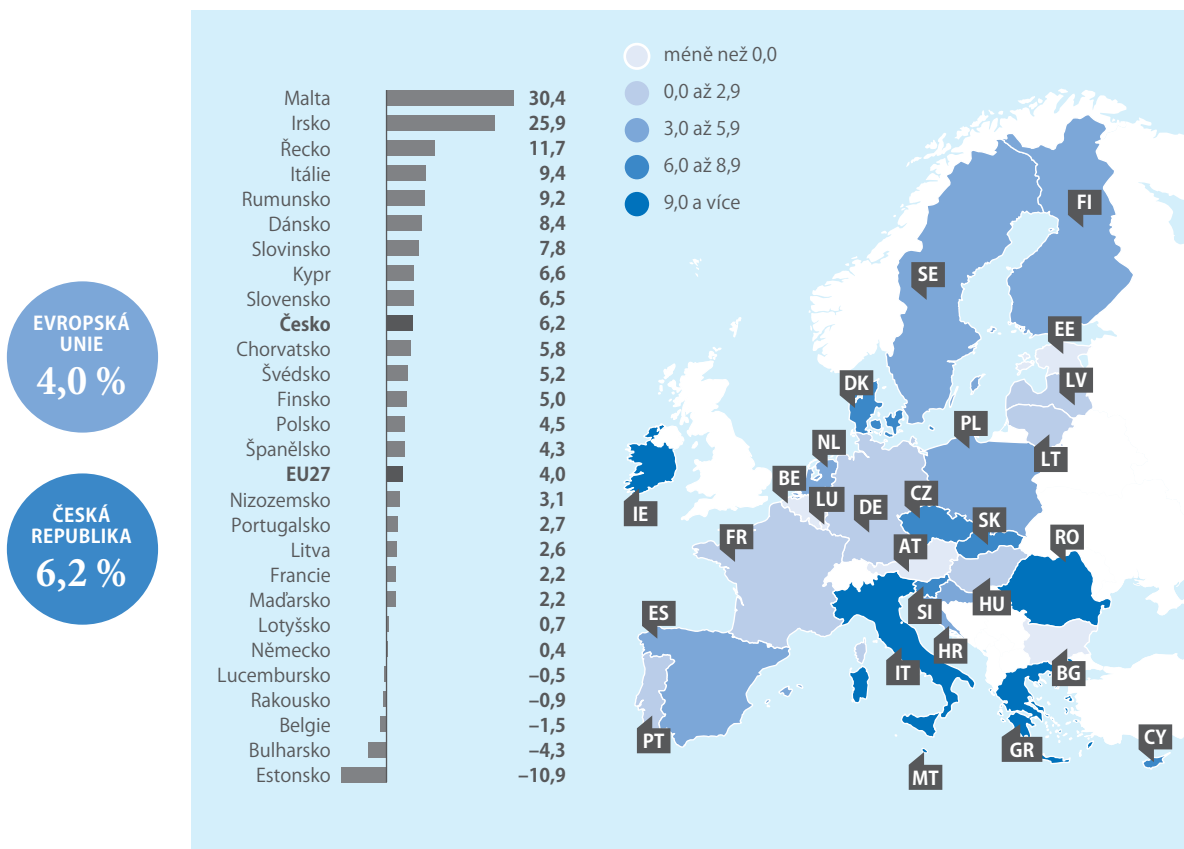 EVROPSKÁ
UNIE
4,0 %
ČESKÁ
REPUBLIKA
6,2 %
Malta 30,4
Irsko 25,9
Řecko 11,7
Itálie 9,4
Rumunsko 9,2
Dánsko 8,4
Slovinsko 7,8
Kypr 6,6
Slovensko 6,5
Česko 6,2
Chorvatsko 5,8
Švédsko 5,2
Finsko 5,0
Polsko 4,5
Španělsko 4,3
EU27 4,0
Nizozemsko 3,1
Portugalsko 2,7
Litva 2,6
Francie 2,2
Maďarsko 2,2
Lotyšsko 0,7
Německo 0,4
Lucembursko –0,5
Rakousko –0,9
Belgie –1,5
Bulharsko –4,3
Estonsko –10,9
méně než 0,0
0,0 až 2,9
3,0 až 5,9
6,0 až 8,9
9,0 a více
FI
SE
EE
LV
DK
PL
NL
LT
BE
LU
CZ
IE
DE
SK
FR
AT
RO
ES
SI
HU
HR
IT
BG
PT
GR
CY
MT